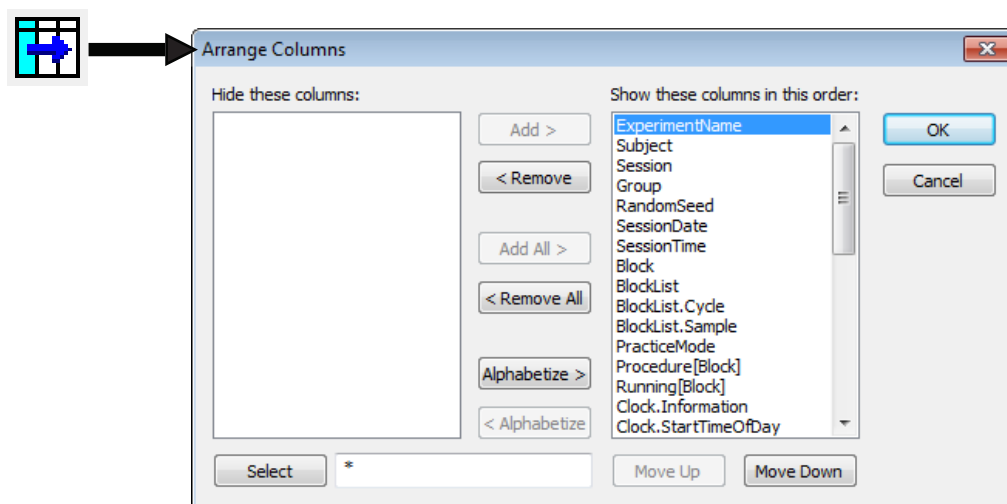 Arrange Columns
Hide these columns:
Show these columns in this order:
Add >
< Remove
Add All >
< Remove All
Alphabetize >
< Alphabetize
ExperimentName
Subject
Session
Group
RandomSeed
SessionDate
SessionTime
Block
BlockList
BlockList.Cycle
BlockList.Sample
PracticeMode
Procedure[Block]
Running[Block]
Clock.Information
Clock.StartTimeOfDay
OK
Cancel
Select
*
Move Up
Move Down